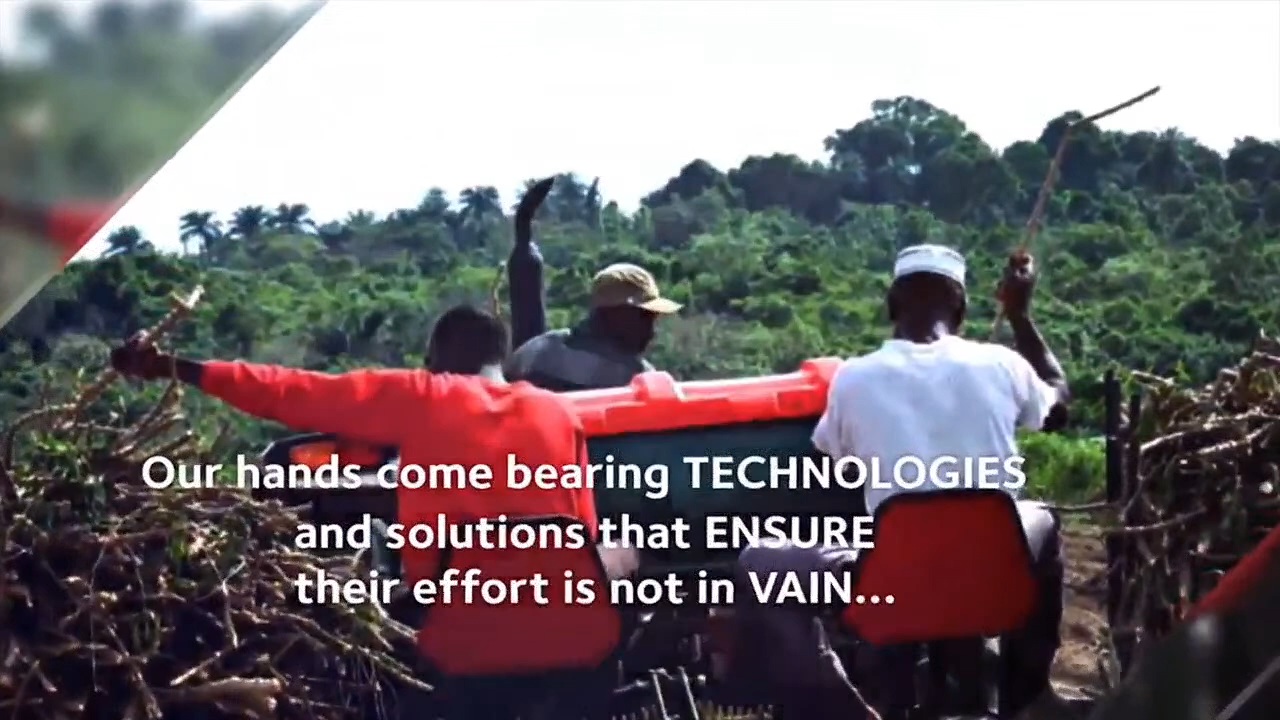 Our hands come bearing TECHNOLOGIES
and solutions that ENSURE
their effort is not in VAIN...